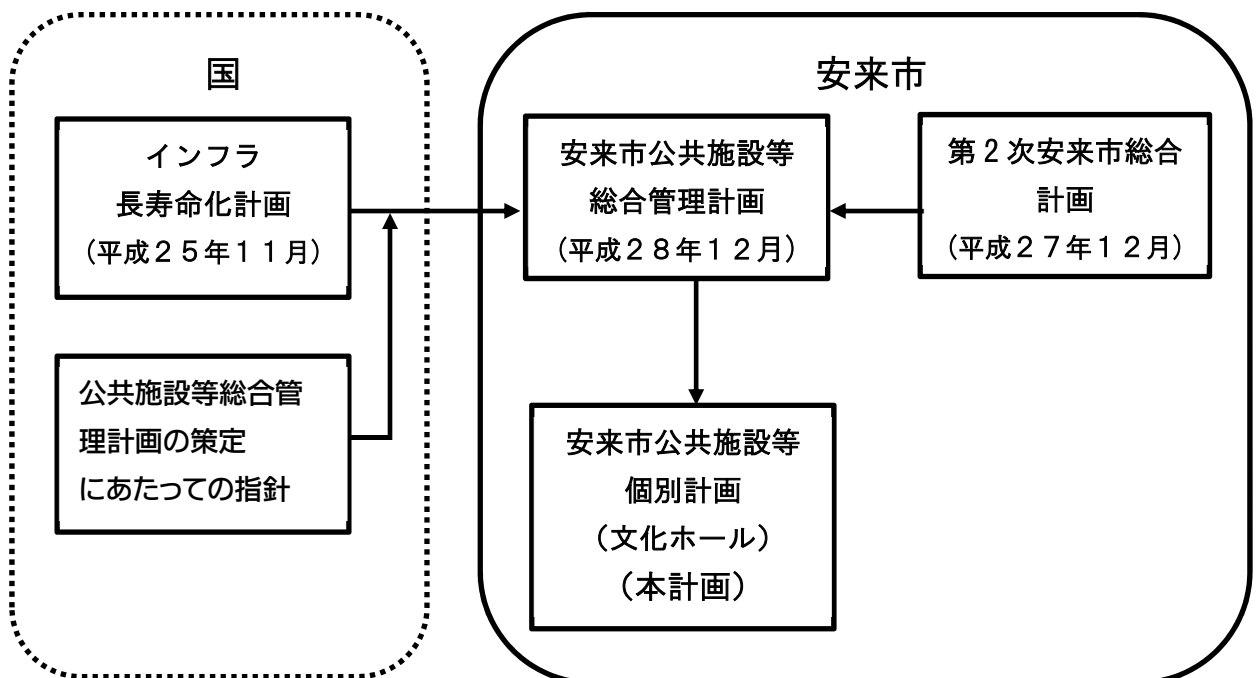 国
インフラ
長寿命化計画
(平成２５年１１月)
公共施設等総合管
理計画の策定
にあたっての指針
安来市
安来市公共施設等
総合管理計画
(平成２８年１２月)
第２次安来市総合
計画
(平成２７年１２月)
安来市公共施設等
個別計画
（文化ホール）
（本計画）